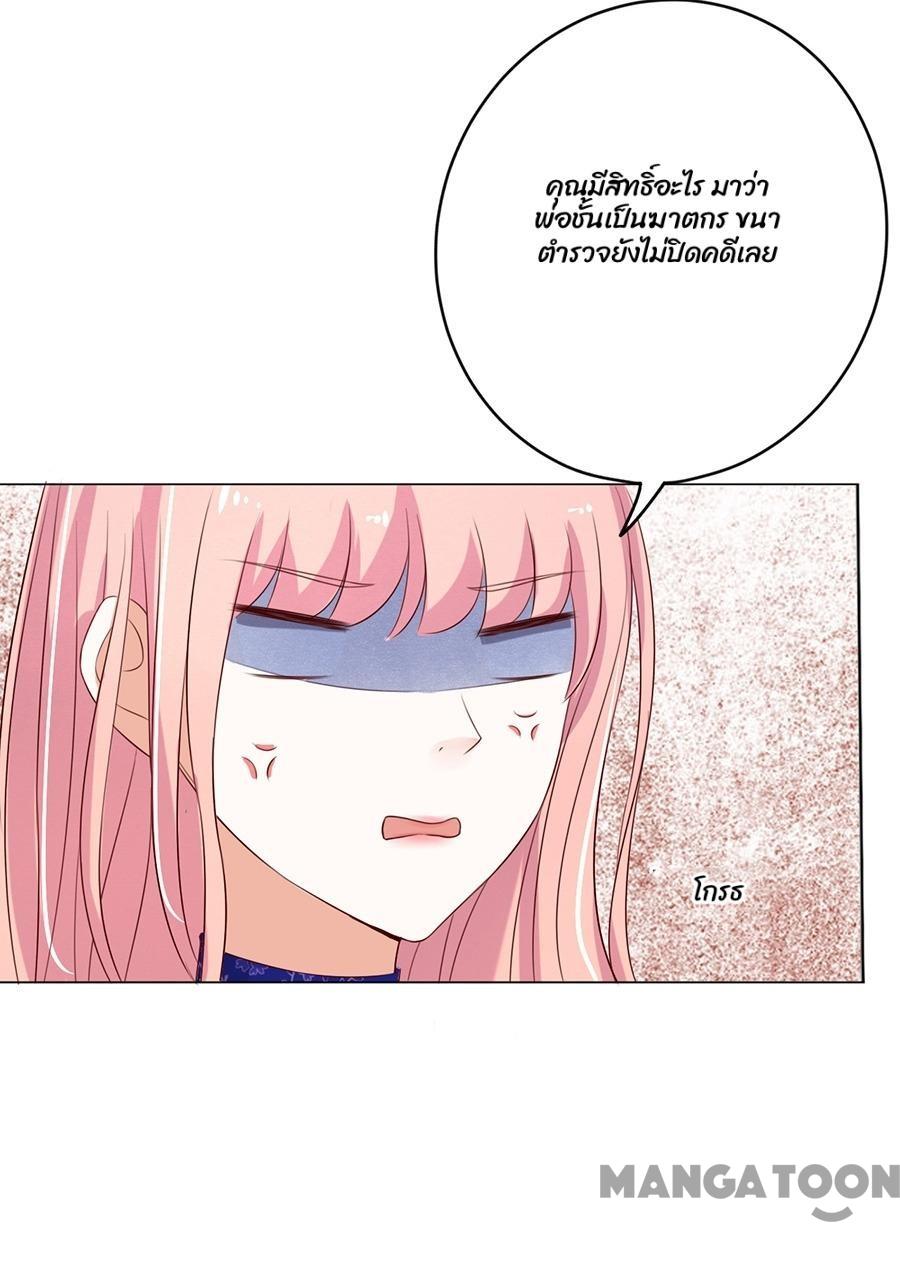 คุณมีสิทธิ์อะไร มาว่า
พ่อชั้นเป็นฆาตกร ขนา
ตำรวจยังไม่ปิดคดีเลย
โกรธ
MANGATOON